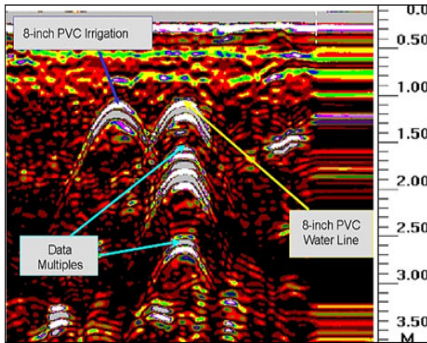 8-inch PVC Irrigation
0.0
0.50
1.00
1.50
2.00
8-inch PVC
Water Line
Data
Multiples
2.50
3.00
3.50
M